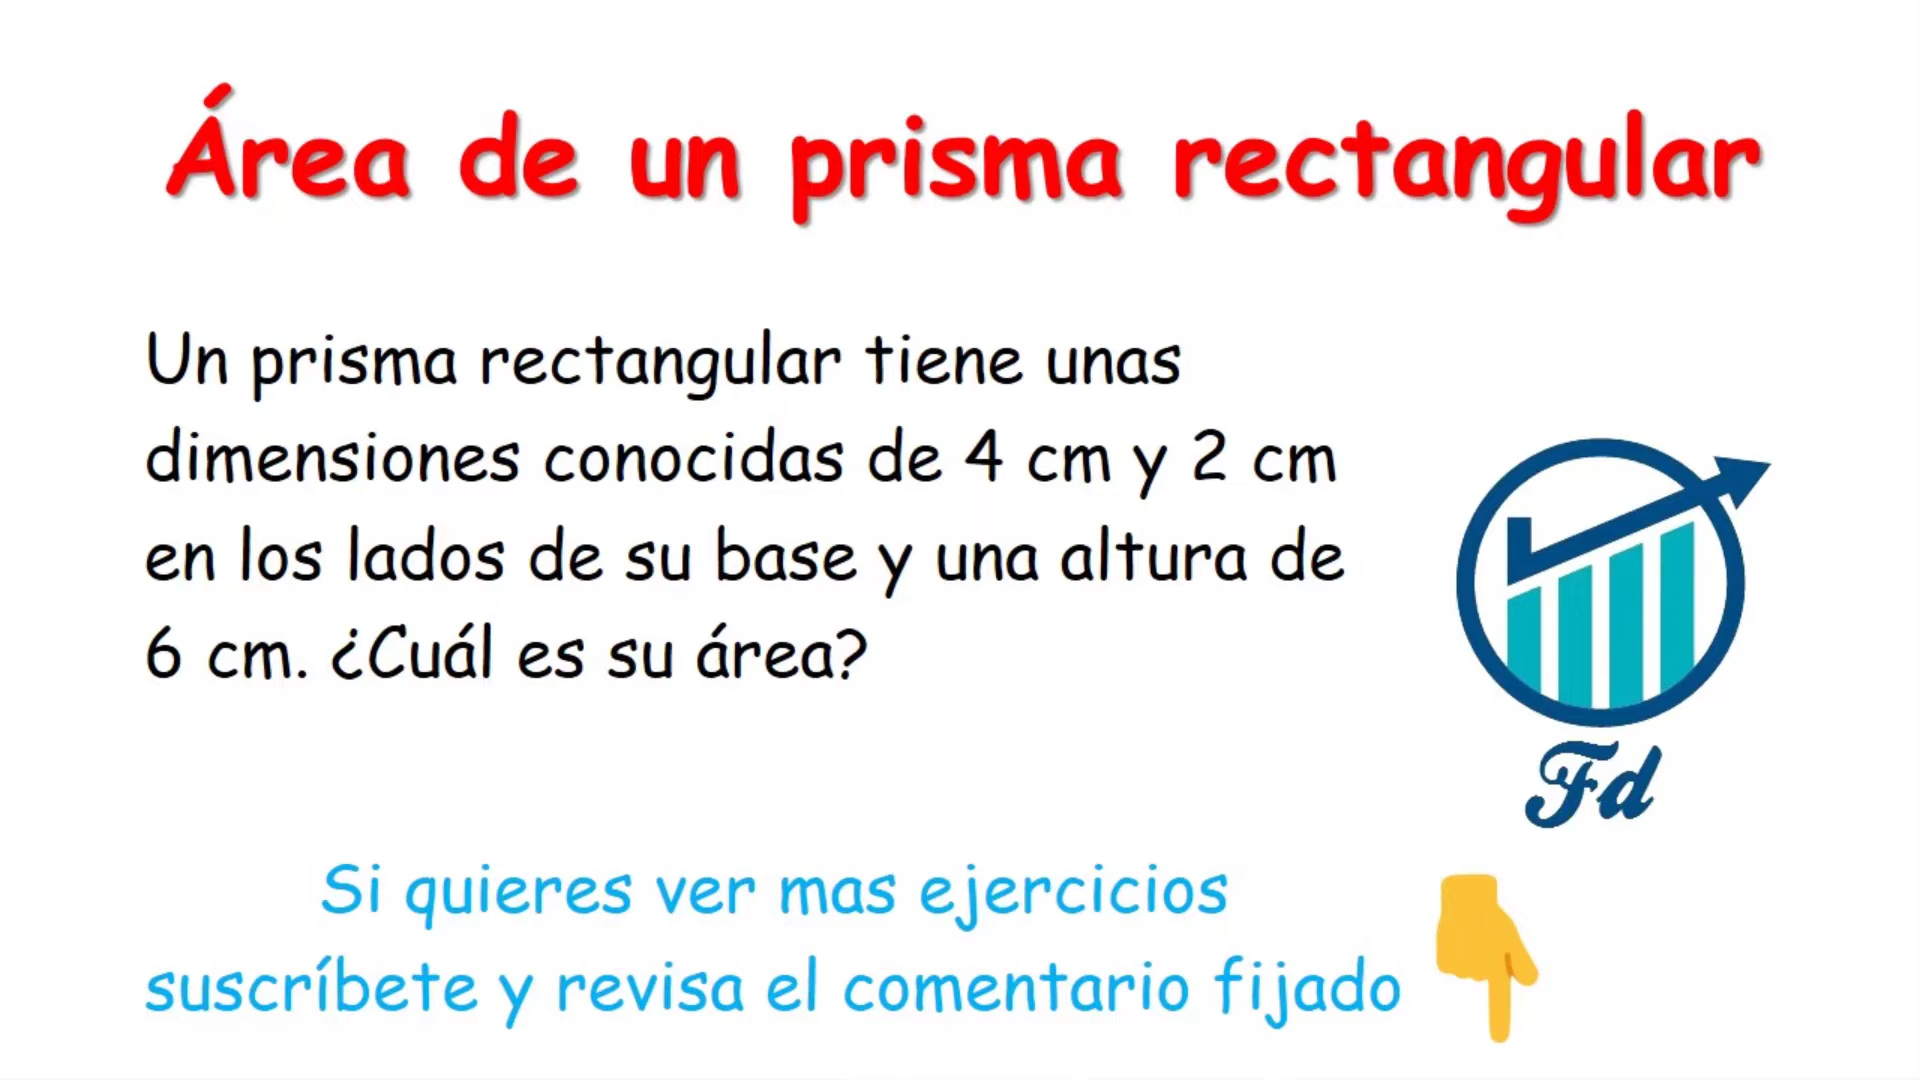 Área de un prisma rectangular
Un prisma rectangular tiene unas
dimensiones conocidas de 4 cm y 2 cm
en los lados de su base y una altura de
6 cm. ¿Cuál es su área?
Fd
Si quieres ver mas ejercicios
suscríbete y revisa el comentario fijado